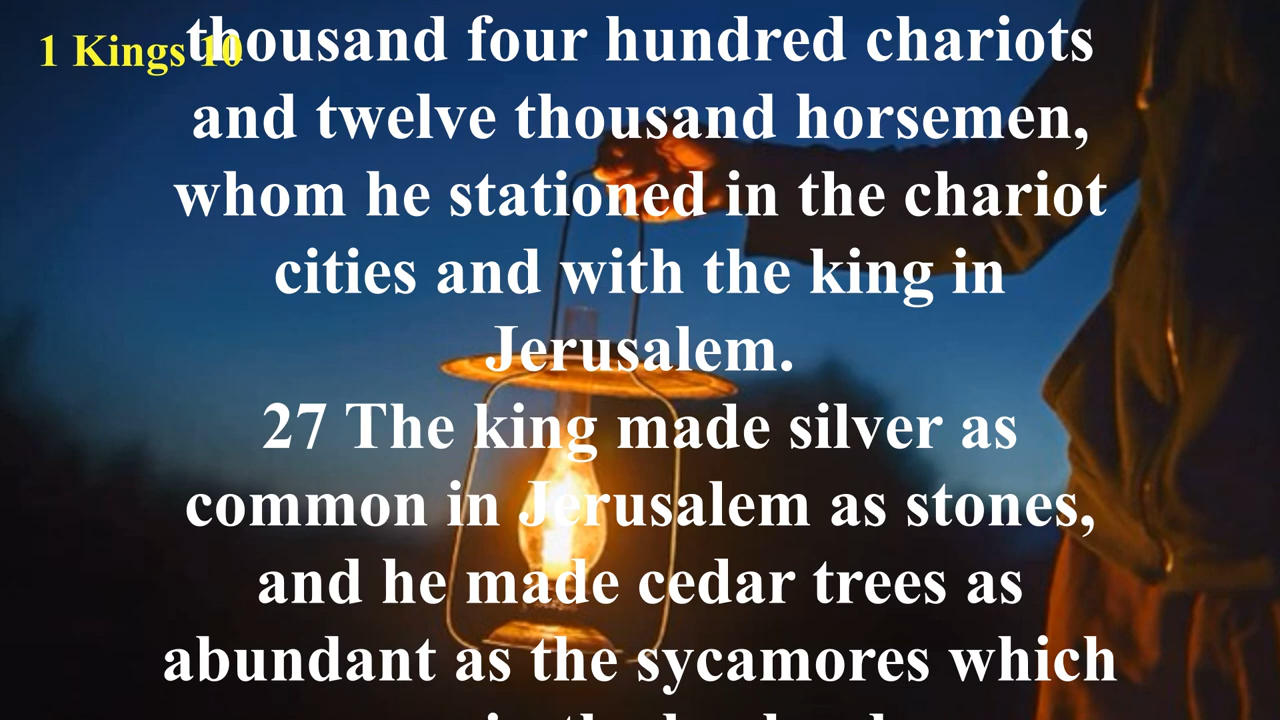 1 Kings 10
thousand four hundred chariots
and twelve thousand horsemen,
whom he stationed in the chariot
cities and with the king in
Jerusalem.
27 The king made silver as
common in Jerusalem as stones,
and he made cedar trees as
abundant as the sycamores which